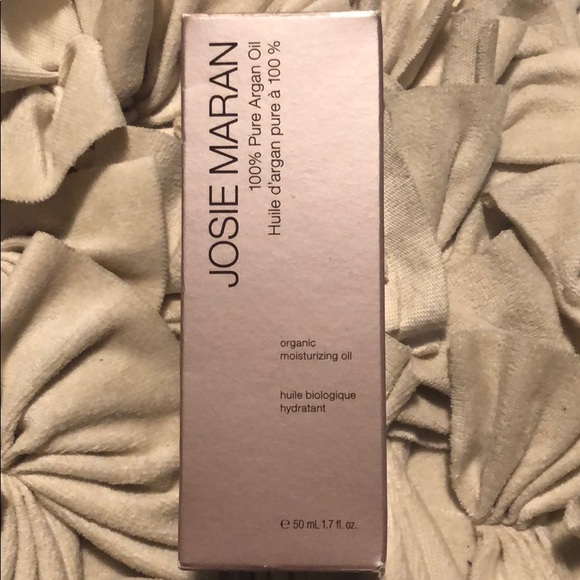 JOSIE MARAN
100% Pure Argan Oil
Huile d'argan pure à 100 %
organic
moisturizing oil
huile biologique
hydratant
℮ 50 mL 1.7 fl. oz.